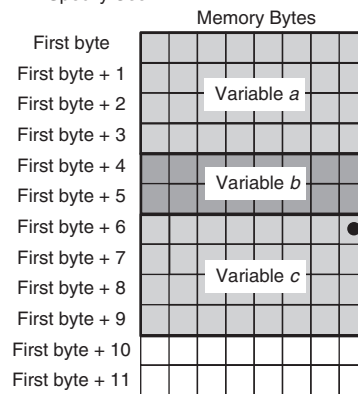 Memory Bytes
First byte
First byte + 1
First byte + 2
Variable a
First byte + 3
First byte + 4
First byte + 5
Variable b
First byte + 6
First byte + 7
First byte + 8
Variable c
First byte + 9
First byte + 10
First byte + 11